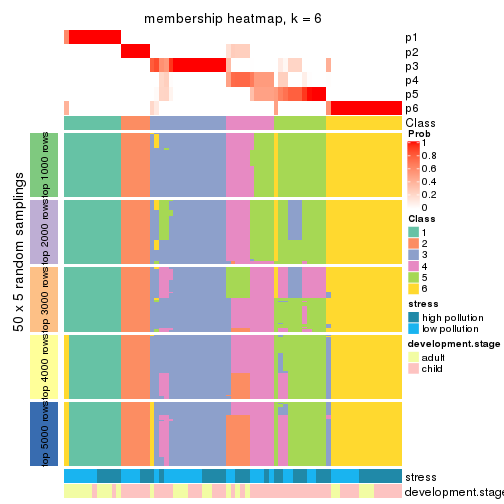 membership heatmap, k = 6
p1
p2
p3
p4
p5
p6
Class
50 x 5 random samplings
top 1000 rows
top 2000 rows
top 3000 rows
top 4000 rows
top 5000 rows
stress
development.stage
Prob
1
0.8
0.6
0.4
0.2
0
Class
1
2
3
4
5
6
stress
high pollution
low pollution
development.stage
adult
child